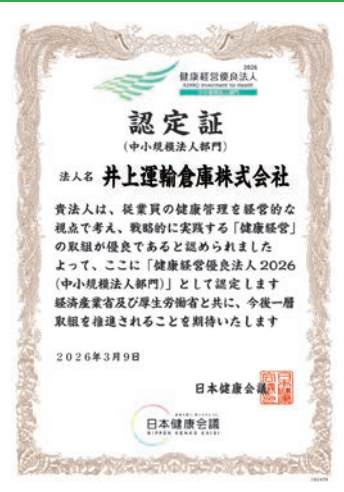 2026
健康経営優良法人
KENKO Investment for Health
認定証
(中小規模法人部門)
法人名 井上運輸倉庫株式会社
貴法人は、従業員の健康管理を経営的な
視点で考え、戦略的に実践する「健康経営」
の取組が優良であると認められました
よって、ここに「健康経営優良法人2026
(中小規模法人部門)」として認定します
経済産業省及び厚生労働省と共に、今後一層
取組を推進されることを期待いたします
2026年3月9日
日本健康会議
日本健康会議
NIPPON KENKO KAIGI